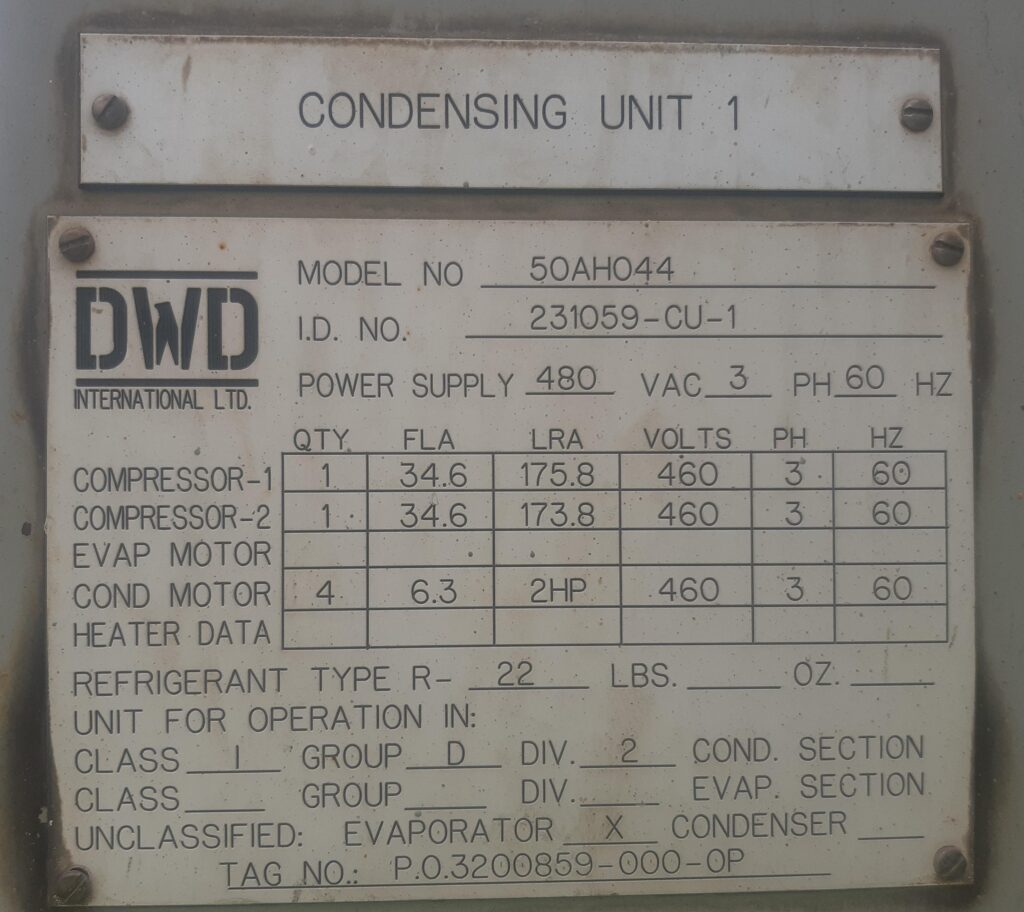 CONDENSING UNIT 1
DWD
INTERNATIONAL LTD.
MODEL NO 50AH044
I.D. NO. 231059-CU-1
POWER SUPPLY 480 VAC 3 PH 60 HZ
QTY. FLA LRA VOLTS PH HZ
COMPRESSOR-1 1 34.6 175.8 460 3 60
COMPRESSOR-2 1 34.6 173.8 460 3 60
EVAP MOTOR
COND MOTOR 4 6.3 2HP 460 3 60
HEATER DATA
REFRIGERANT TYPE R- 22 LBS. OZ.
UNIT FOR OPERATION IN:
CLASS I GROUP D DIV. 2 COND. SECTION
CLASS GROUP DIV. EVAP. SECTION
UNCLASSIFIED: EVAPORATOR X CONDENSER
TAG NO.: P.O.3200859-000-OP